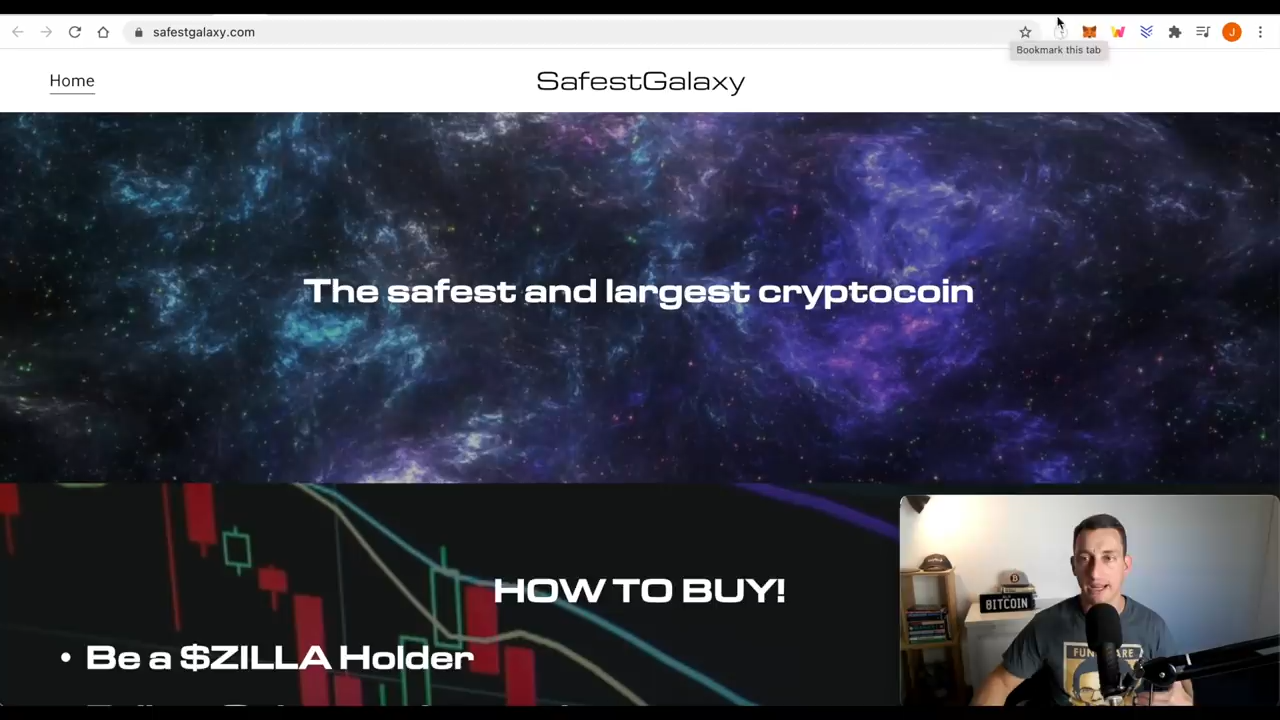 safestgalaxy.com
J
Bookmark this tab
Home
SafestGalaxy
The safest and largest cryptocoin
HOW TO BUY!
• Be a $ZILLA Holder
BITCOIN